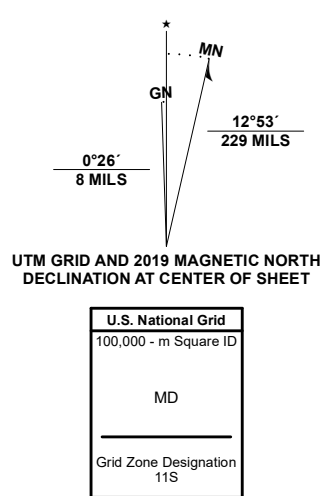 ★
MN
GN
12°53´
229 MILS
0°26´
8 MILS
UTM GRID AND 2019 MAGNETIC NORTH
DECLINATION AT CENTER OF SHEET
U.S. National Grid
100,000 - m Square ID
MD
Grid Zone Designation
11S